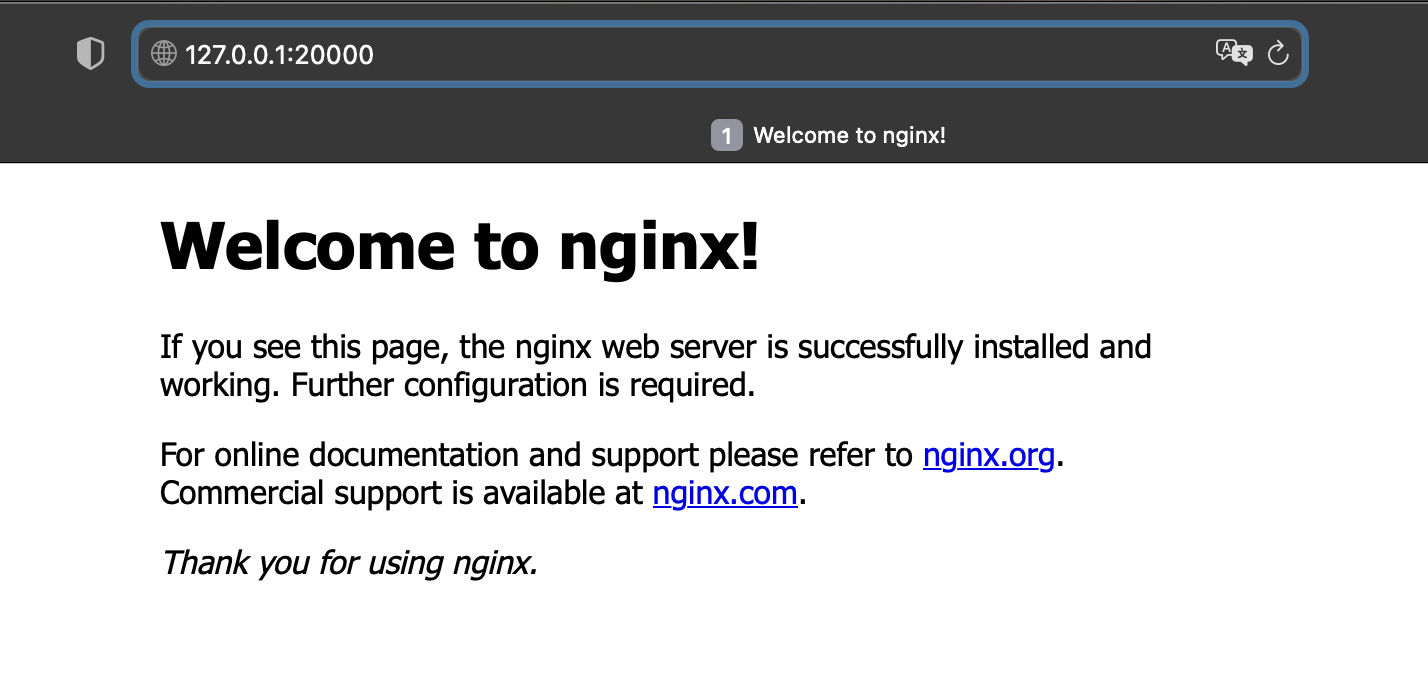 127.0.0.1:20000
1 Welcome to nginx!
Welcome to nginx!
If you see this page, the nginx web server is successfully installed and
working. Further configuration is required.
For online documentation and support please refer to nginx.org.
Commercial support is available at nginx.com.
Thank you for using nginx.